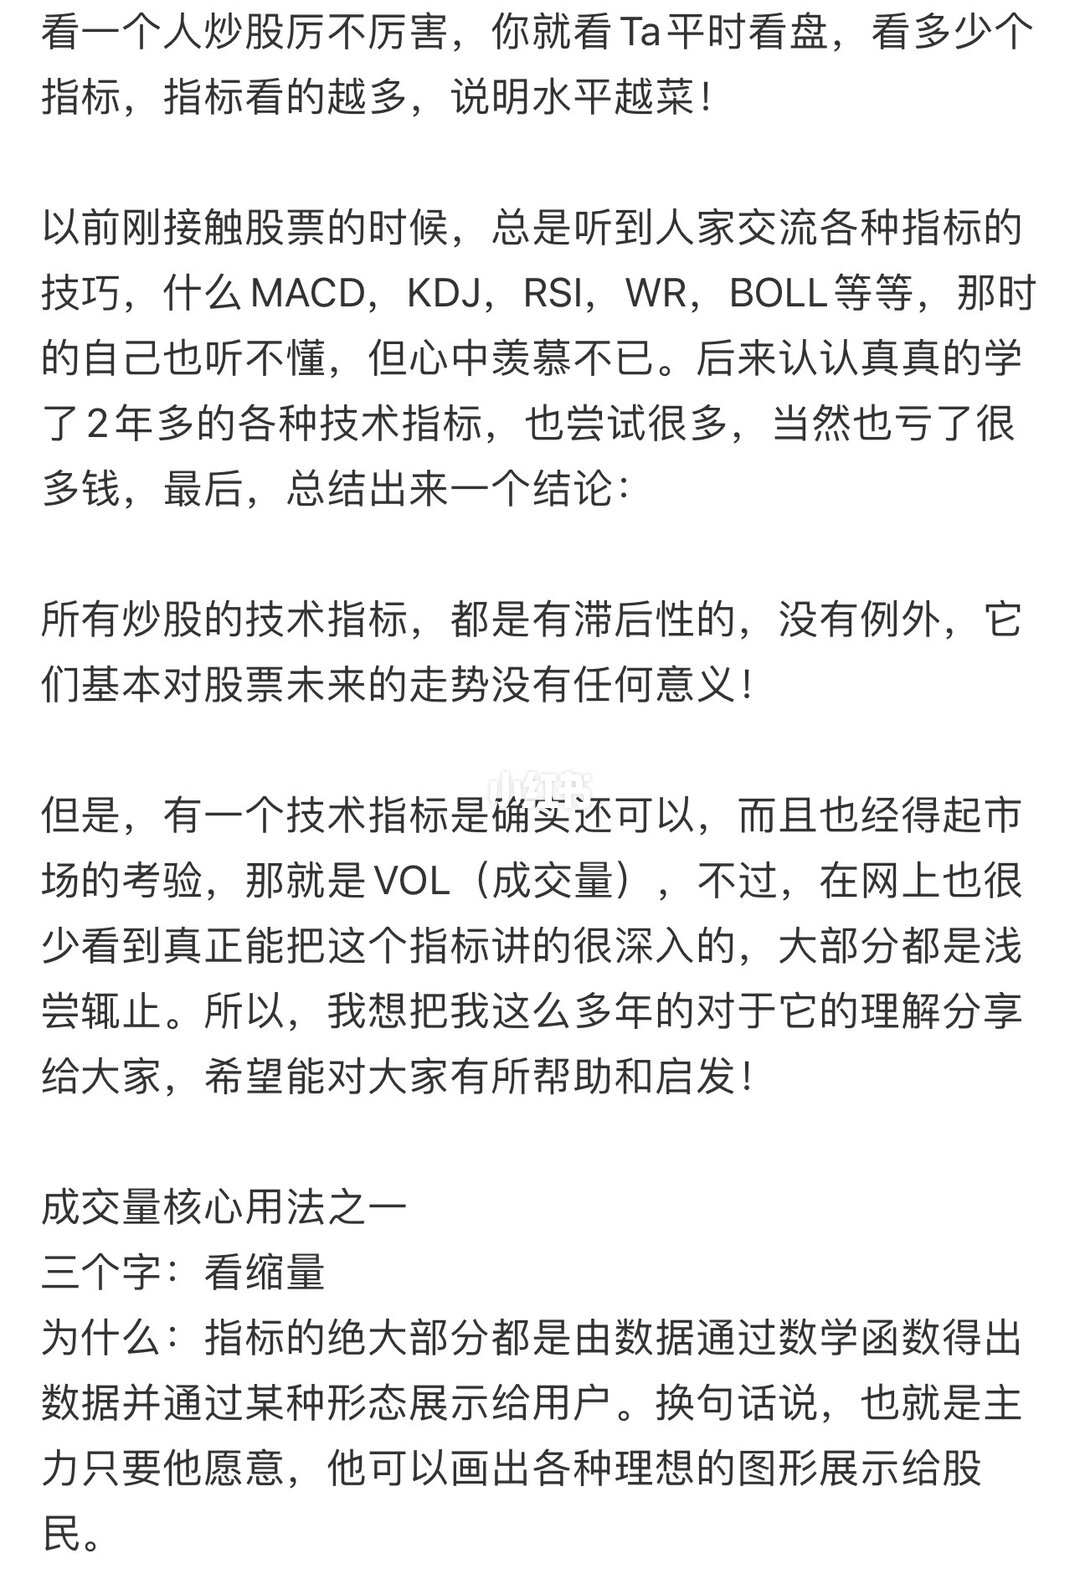 看一个人炒股厉不厉害，你就看Ta平时看盘，看多少个
指标，指标看的越多，说明水平越菜！
以前刚接触股票的时候，总是听到人家交流各种指标的
技巧，什么MACD，KDJ，RSI，WR，BOLL等等，那时
的自己也听不懂，但心中羡慕不已。后来认认真真的学
了2年多的各种技术指标，也尝试很多，当然也亏了很
多钱，最后，总结出来一个结论：
所有炒股的技术指标，都是有滞后性的，没有例外，它
们基本对股票未来的走势没有任何意义！
小红书
但是，有一个技术指标是确实还可以，而且也经得起市
场的考验，那就是VOL（成交量），不过，在网上也很
少看到真正能把这个指标讲的很深入的，大部分都是浅
尝辄止。所以，我想把我这么多年的对于它的理解分享
给大家，希望能对大家有所帮助和启发！
成交量核心用法之一
三个字：看缩量
为什么：指标的绝大部分都是由数据通过数学函数得出
数据并通过某种形态展示给用户。换句话说，也就是主
力只要他愿意，他可以画出各种理想的图形展示给股
民。